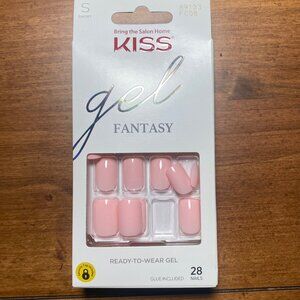 Bring the Salon Home
S
KISS
gel
FANTASY
READY-TO-WEAR GEL
GLUE INCLUDED
28
NAILS